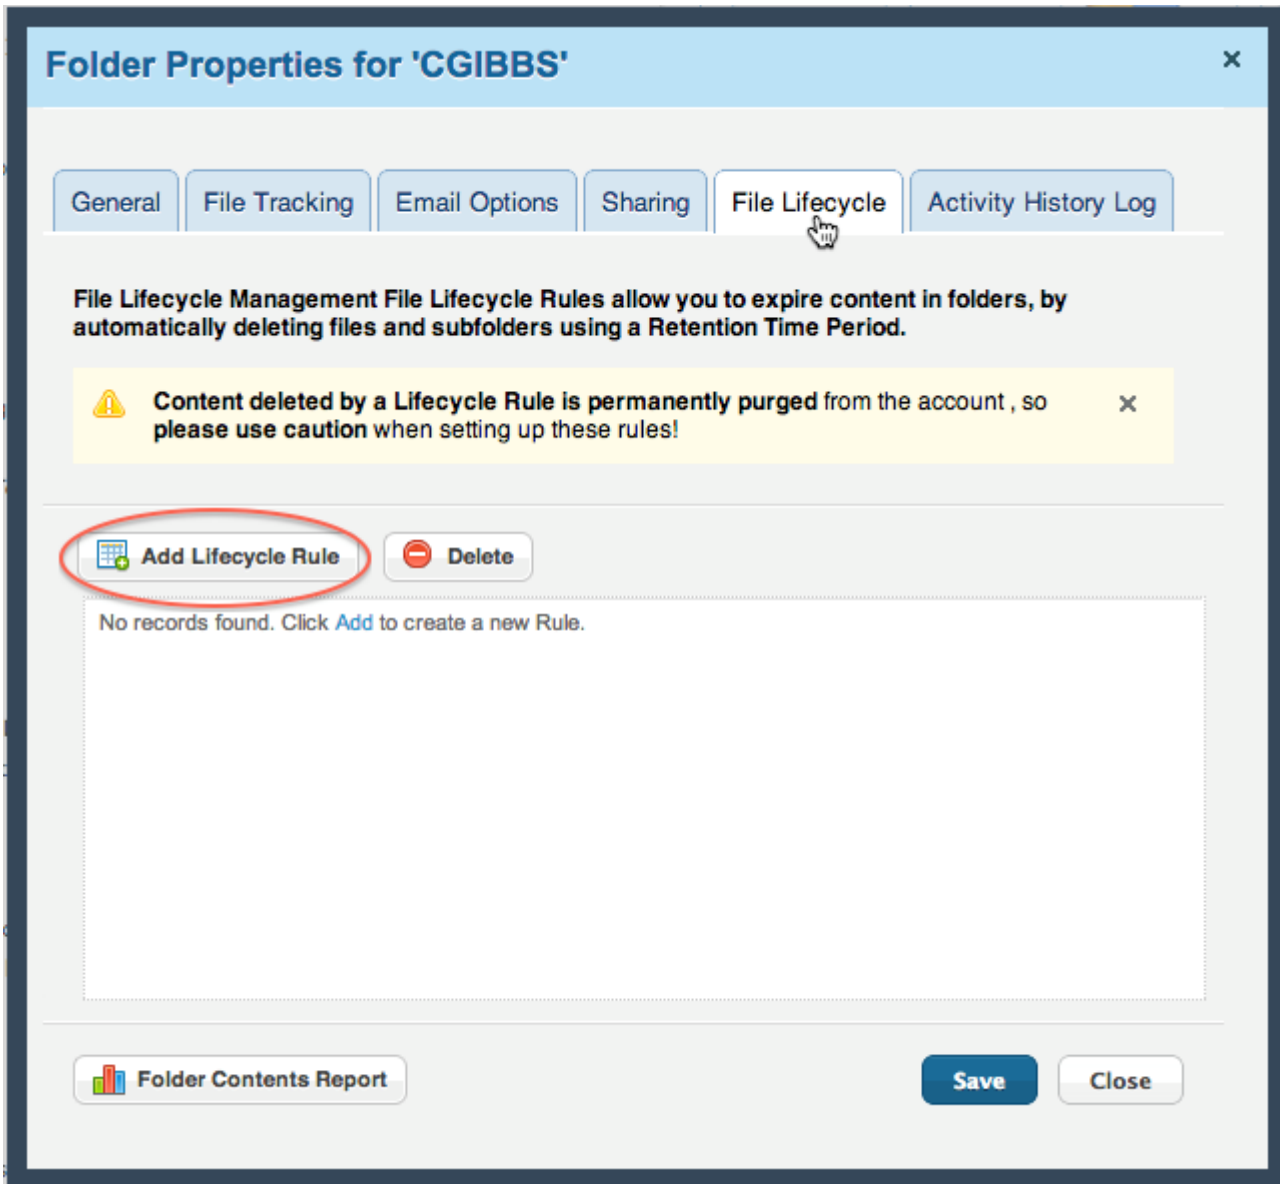 Folder Properties for 'CGIBBS'
General File Tracking Email Options Sharing File Lifecycle Activity History Log
File Lifecycle Management File Lifecycle Rules allow you to expire content in folders, by
automatically deleting files and subfolders using a Retention Time Period.
Content deleted by a Lifecycle Rule is permanently purged from the account , so
please use caution when setting up these rules!
Add Lifecycle Rule Delete
No records found. Click Add to create a new Rule.
Folder Contents Report Save Close